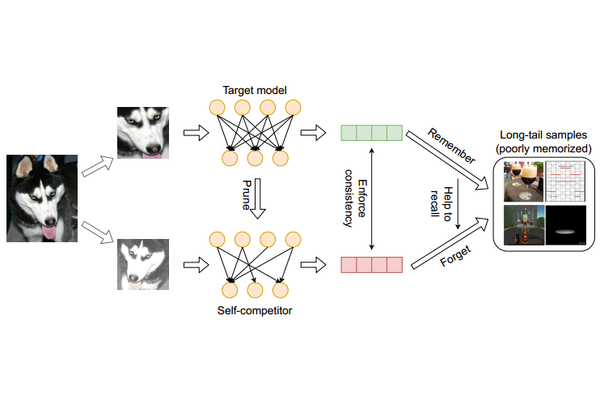 Target model
Prune
Self-competitor
Enforce
consistency
Remember
Help to
recall
Forget
Long-tail samples
(poorly memorized)